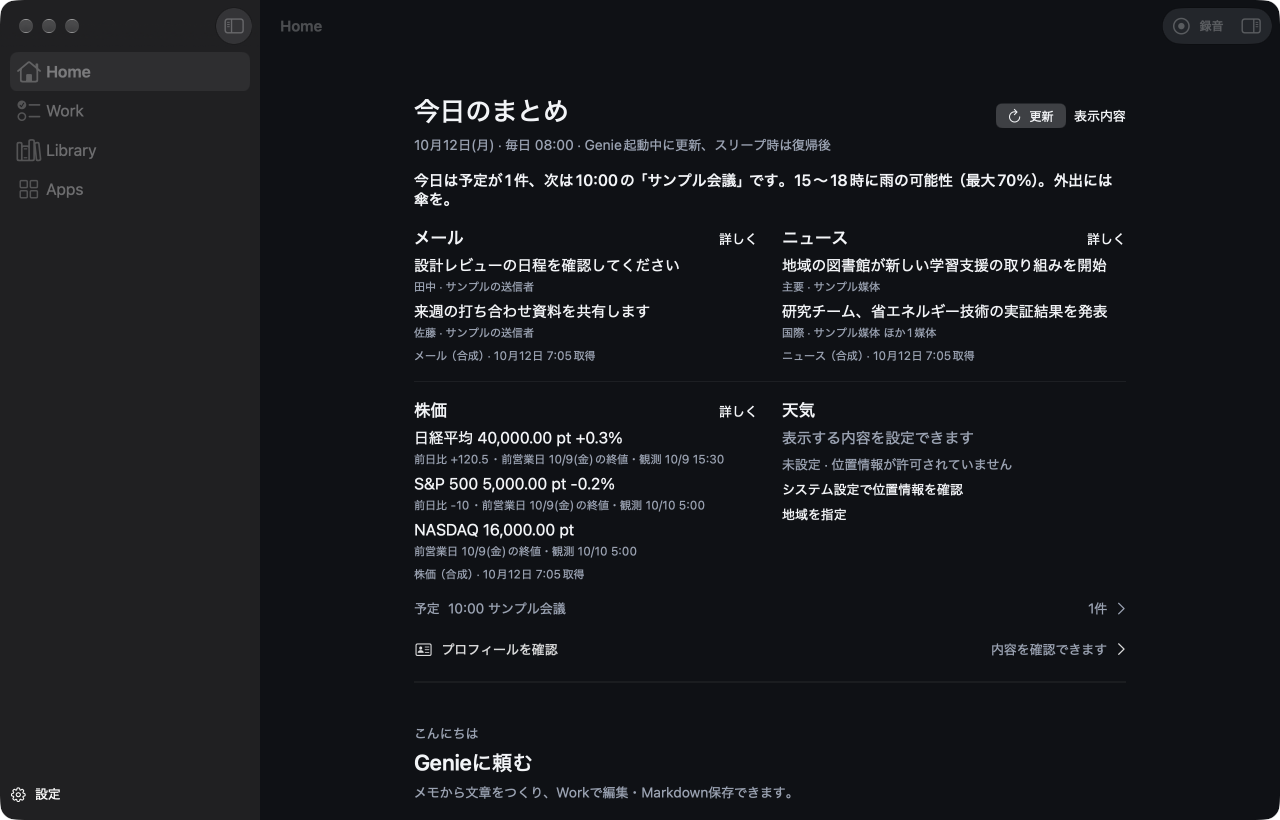 Home
録音
Home
Work
Library
Apps
設定
今日のまとめ
更新
表示内容
10月12日(月) · 毎日 08:00 · Genie起動中に更新、スリープ時は復帰後
今日は予定が1件、次は10:00の「サンプル会議」です。15〜18時に雨の可能性（最大70%）。外出には
傘を。
メール
詳しく
設計レビューの日程を確認してください
田中 · サンプルの送信者
来週の打ち合わせ資料を共有します
佐藤 · サンプルの送信者
メール（合成）· 10月12日 7:05取得
ニュース
詳しく
地域の図書館が新しい学習支援の取り組みを開始
主要 · サンプル媒体
研究チーム、省エネルギー技術の実証結果を発表
国際 · サンプル媒体 ほか1媒体
ニュース（合成）· 10月12日 7:05取得
株価
詳しく
日経平均 40,000.00 pt +0.3%
前日比 +120.5・前営業日 10/9(金)の終値・観測 10/9 15:30
S&P 500 5,000.00 pt -0.2%
前日比 -10・前営業日 10/9(金)の終値・観測 10/10 5:00
NASDAQ 16,000.00 pt
前営業日 10/9(金)の終値・観測 10/10 5:00
株価（合成）· 10月12日 7:05取得
天気
表示する内容を設定できます
未設定 · 位置情報が許可されていません
システム設定で位置情報を確認
地域を指定
予定 10:00 サンプル会議
1件
プロフィールを確認
内容を確認できます
こんにちは
Genieに頼む
メモから文章をつくり、Workで編集・Markdown保存できます。